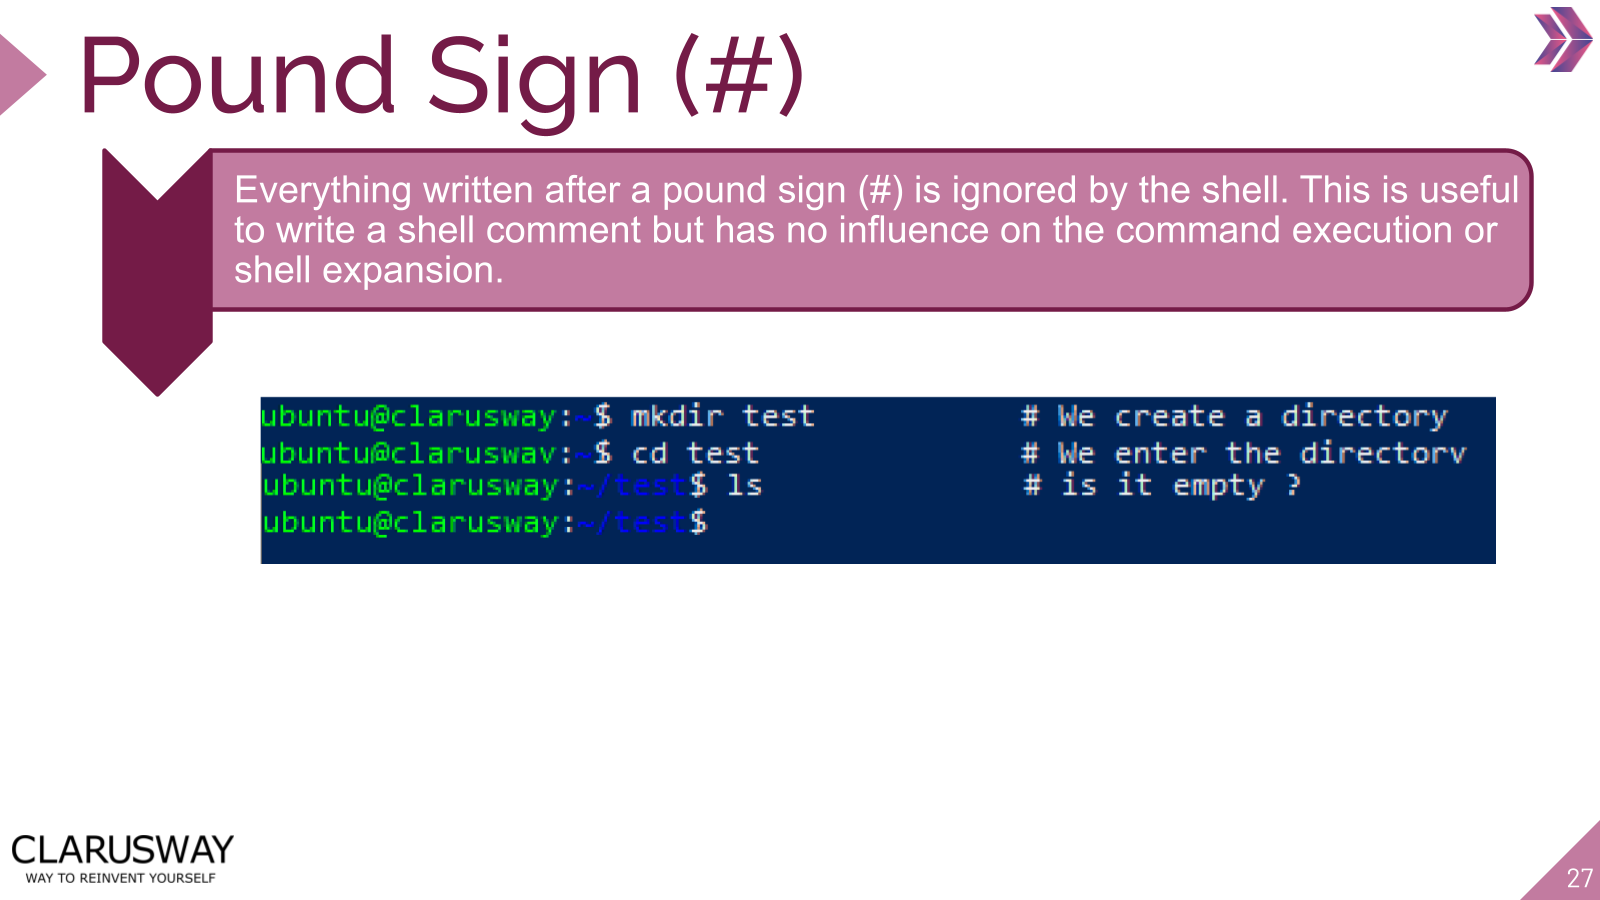 Pound Sign (#)
Everything written after a pound sign (#) is ignored by the shell. This is useful
to write a shell comment but has no influence on the command execution or
shell expansion.
ubuntu@clarusway:~$ mkdir test # We create a directory
ubuntu@clarusway:~$ cd test # We enter the directory
ubuntu@clarusway:~/test$ ls # is it empty ?
ubuntu@clarusway:~/test$
CLARUSWAY
WAY TO REINVENT YOURSELF
27